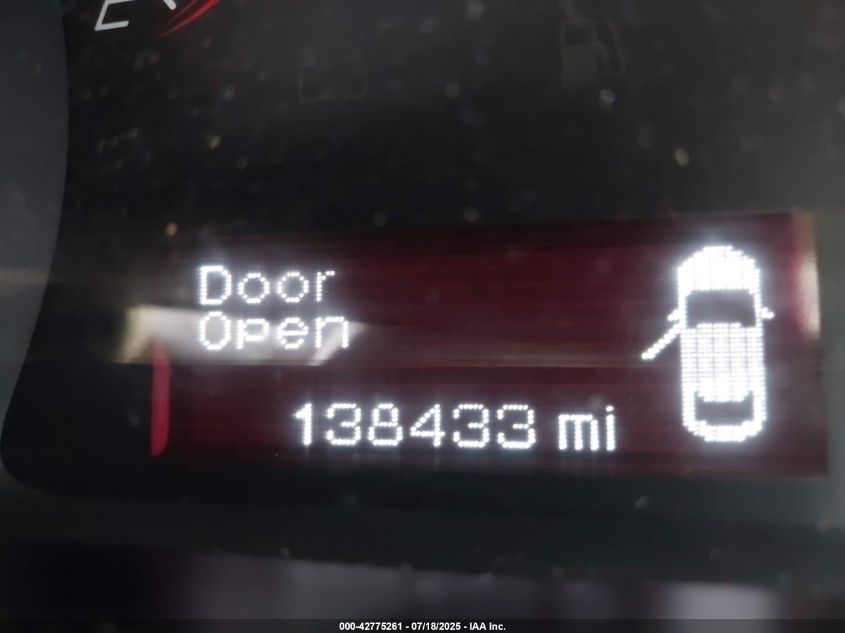 Door
Open
138433 mi
000-42775261 - 07/18/2025 - IAA Inc.